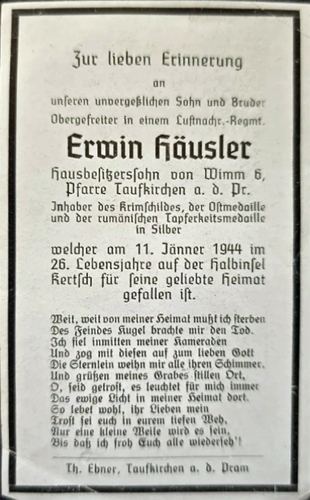 Zur lieben Erinnerung
an
unseren unvergeßlichen Sohn und Bruder
Obergefreiter in einem Luftnachr.-Regmt.
Erwin Häusler
Hausbesitzerssohn von Wimm 6,
Pfarre Taufkirchen a. d. Pr.
Inhaber des Krimschildes, der Ostmedaille
und der rumänischen Tapferkeitsmedaille
in Silber
welcher am 11. Jänner 1944 im
26. Lebensjahre auf der Halbinsel
Kertsch für seine geliebte Heimat
gefallen ist.
Weit, weit von meiner Heimat mußt ich sterben
Des Feindes Kugel brachte mir den Tod.
Ich fiel inmitten meiner Kameraden
Und zog mit diesen auf zum lieben Gott
Die Sternlein weihn mir alle ihren Schimmer.
Und grüßen meines Grabes stillen Ort,
O, seid getrost, es leuchtet für mich immer
Das ewige Licht in meiner Heimat dort.
So lebet wohl, ihr Lieben mein
Trost sei euch in eurem tiefen Weh,
Nur eine kleine Weile wird es sein,
Bis daß ich froh Euch alle wiederseh'!
Th. Ebner, Taufkirchen a. d. Pram